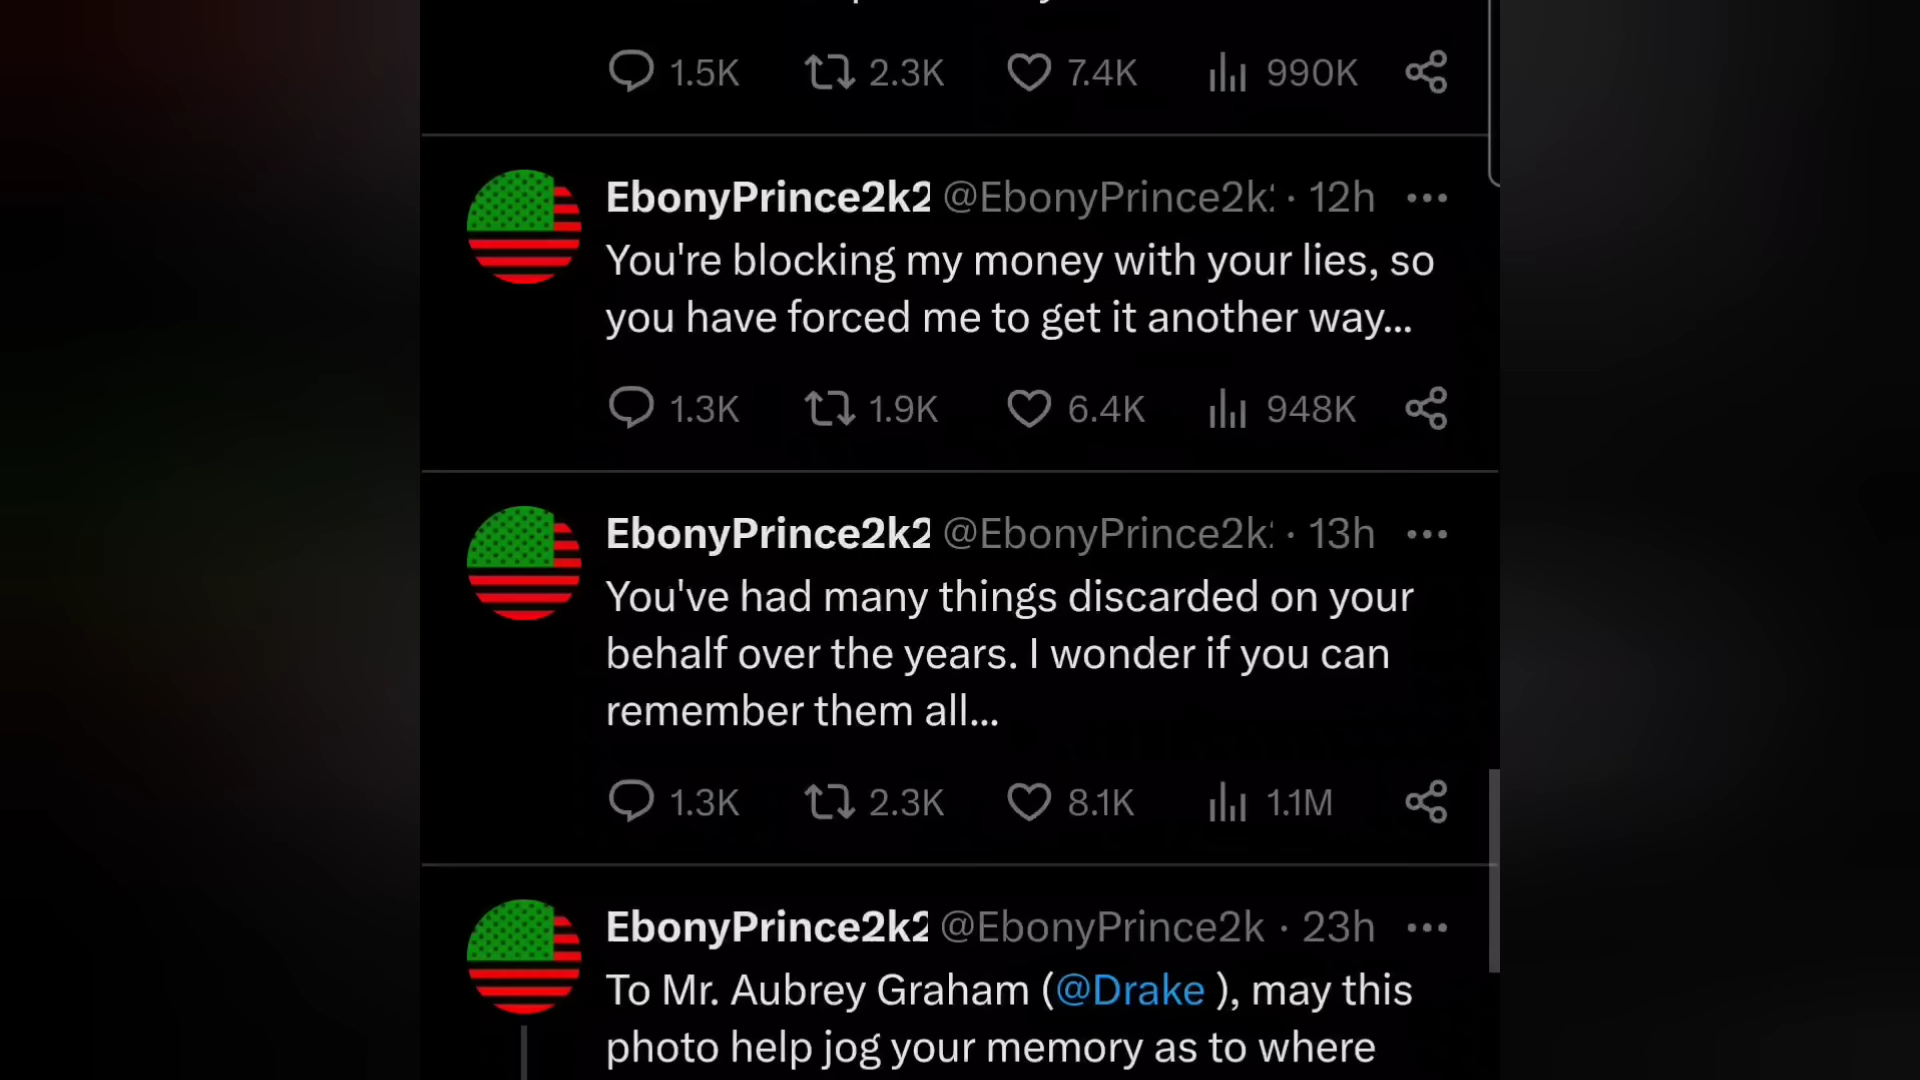 1.5K 2.3K 7.4K 990K
EbonyPrince2k2 @EbonyPrince2k: · 12h
You're blocking my money with your lies, so
you have forced me to get it another way...
1.3K 1.9K 6.4K 948K
EbonyPrince2k2 @EbonyPrince2k: · 13h
You've had many things discarded on your
behalf over the years. I wonder if you can
remember them all...
1.3K 2.3K 8.1K 1.1M
EbonyPrince2k2 @EbonyPrince2k · 23h
To Mr. Aubrey Graham (@Drake ), may this
photo help jog your memory as to where